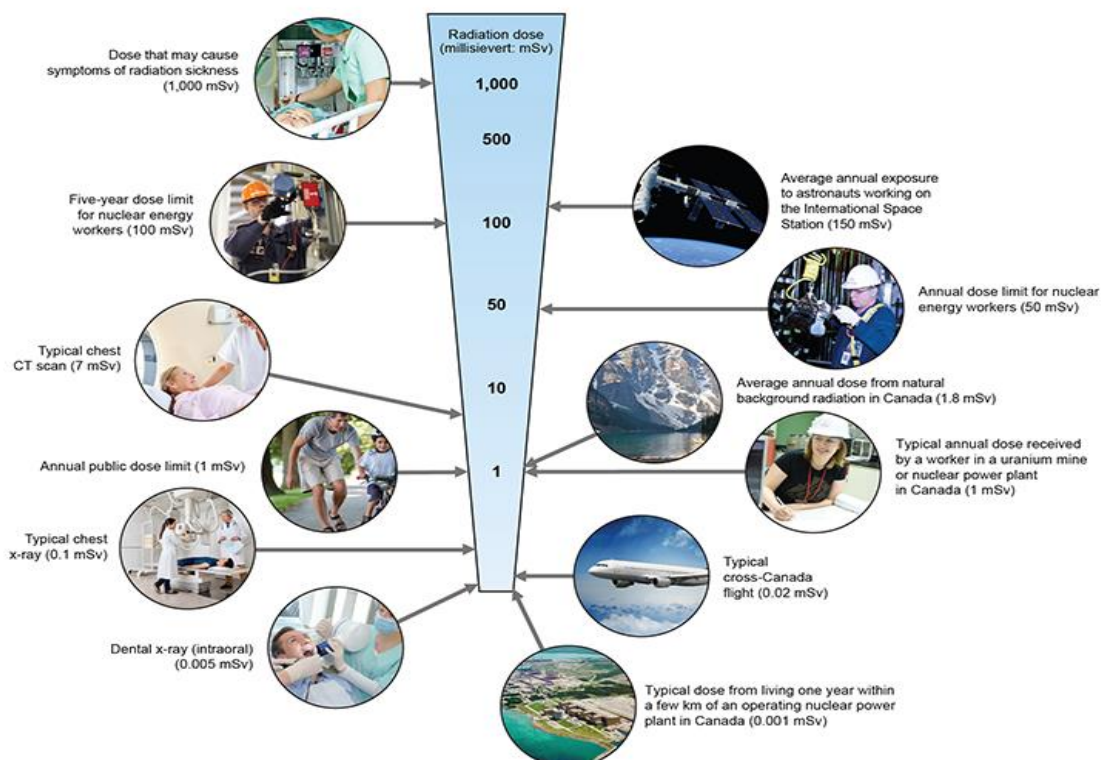 Radiation dose
(millisievert: mSv)
1,000
500
100
50
10
1
Dose that may cause
symptoms of radiation sickness
(1,000 mSv)
Five-year dose limit
for nuclear energy
workers (100 mSv)
Average annual exposure
to astronauts working on
the International Space
Station (150 mSv)
Annual dose limit for nuclear
energy workers (50 mSv)
Typical chest
CT scan (7 mSv)
Average annual dose from natural
background radiation in Canada (1.8 mSv)
Annual public dose limit (1 mSv)
Typical annual dose received
by a worker in a uranium mine
or nuclear power plant
in Canada (1 mSv)
Typical chest
x-ray (0.1 mSv)
Typical
cross-Canada
flight (0.02 mSv)
Dental x-ray (intraoral)
(0.005 mSv)
Typical dose from living one year within
a few km of an operating nuclear power
plant in Canada (0.001 mSv)